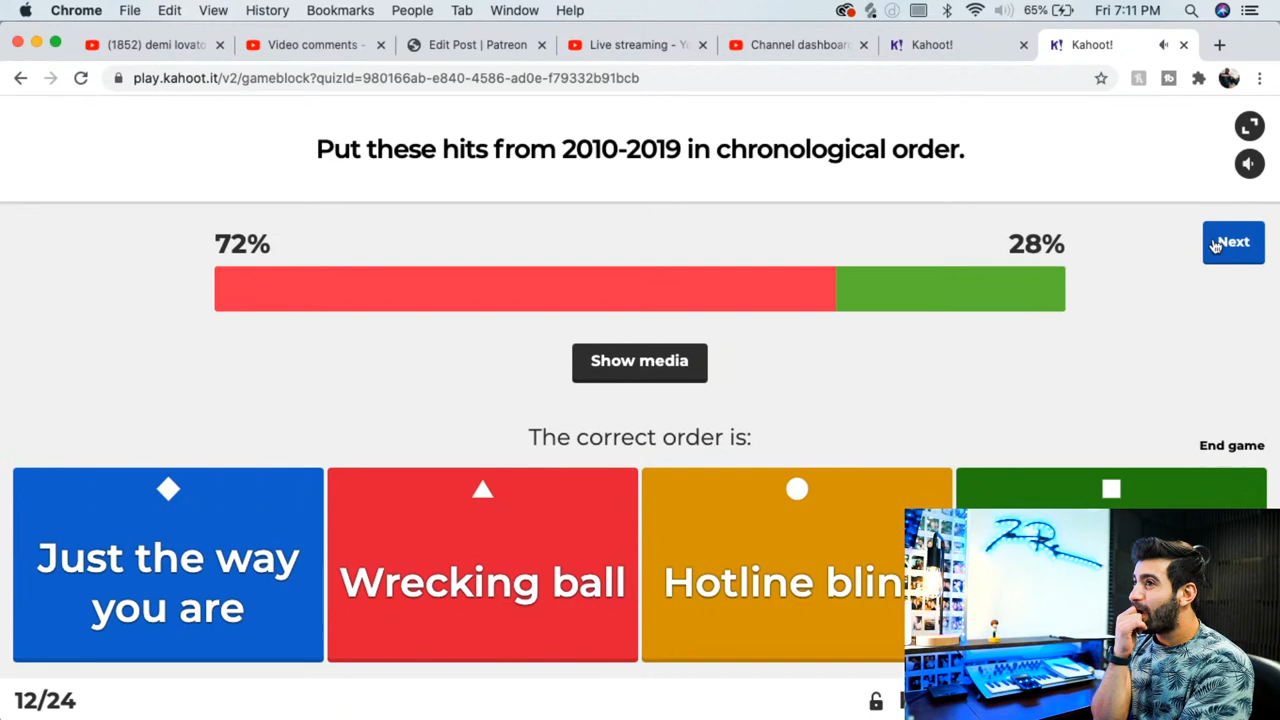 Chrome File Edit View History Bookmarks People Tab Window Help 65% Fri 7:11 PM
(1852) demi lovato Video comments - Edit Post | Patreon Live streaming - Yo Channel dashboard Kahoot! Kahoot!
play.kahoot.it/v2/gameblock?quizId=980166ab-e840-4586-ad0e-f79332b91bcb
Put these hits from 2010-2019 in chronological order.
72% 28%
Next
Show media
The correct order is:
End game
Just the way
you are
Wrecking ball
Hotline blin
12/24